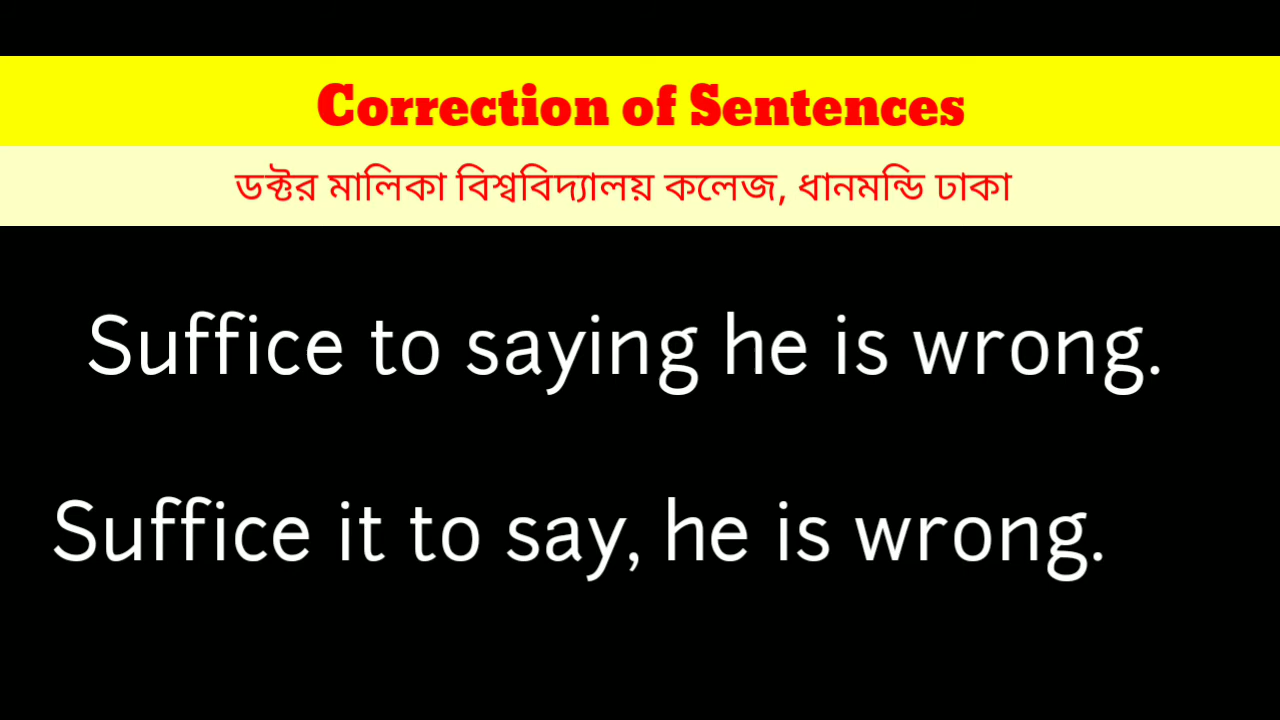 Correction of Sentences
ডক্টর মালিকা বিশ্ববিদ্যালয় কলেজ, ধানমন্ডি ঢাকা
Suffice to saying he is wrong.
Suffice it to say, he is wrong.